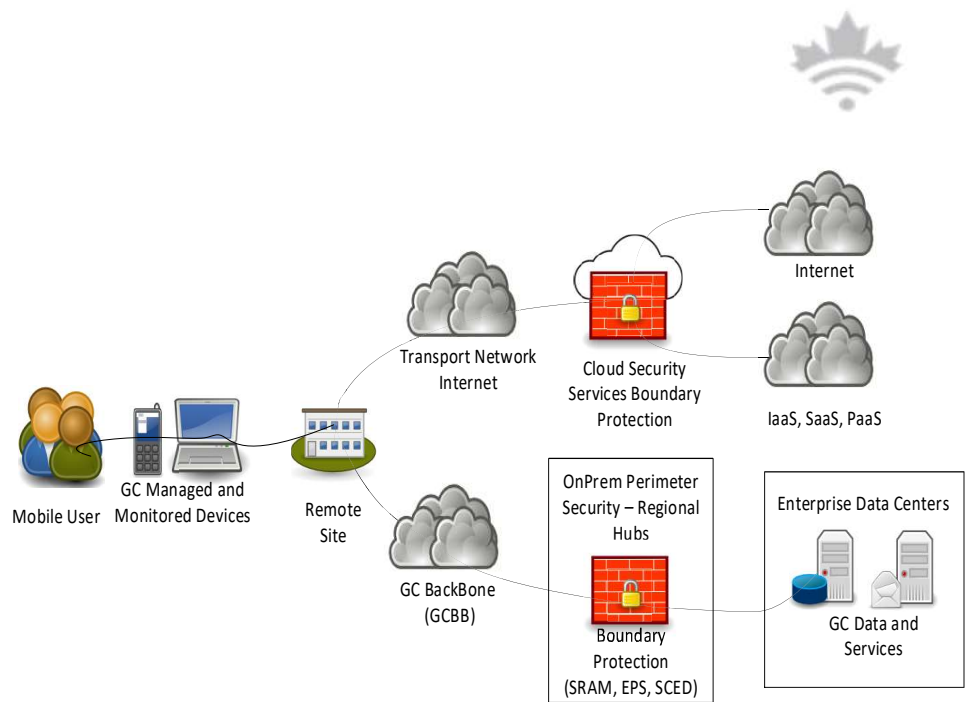 Internet
Transport Network
Internet
Cloud Security
Services Boundary
Protection
IaaS, SaaS, PaaS
Mobile User
GC Managed and
Monitored Devices
Remote
Site
GC BackBone
(GCBB)
OnPrem Perimeter
Security – Regional
Hubs
Boundary
Protection
(SRAM, EPS, SCED)
Enterprise Data Centers
GC Data and
Services